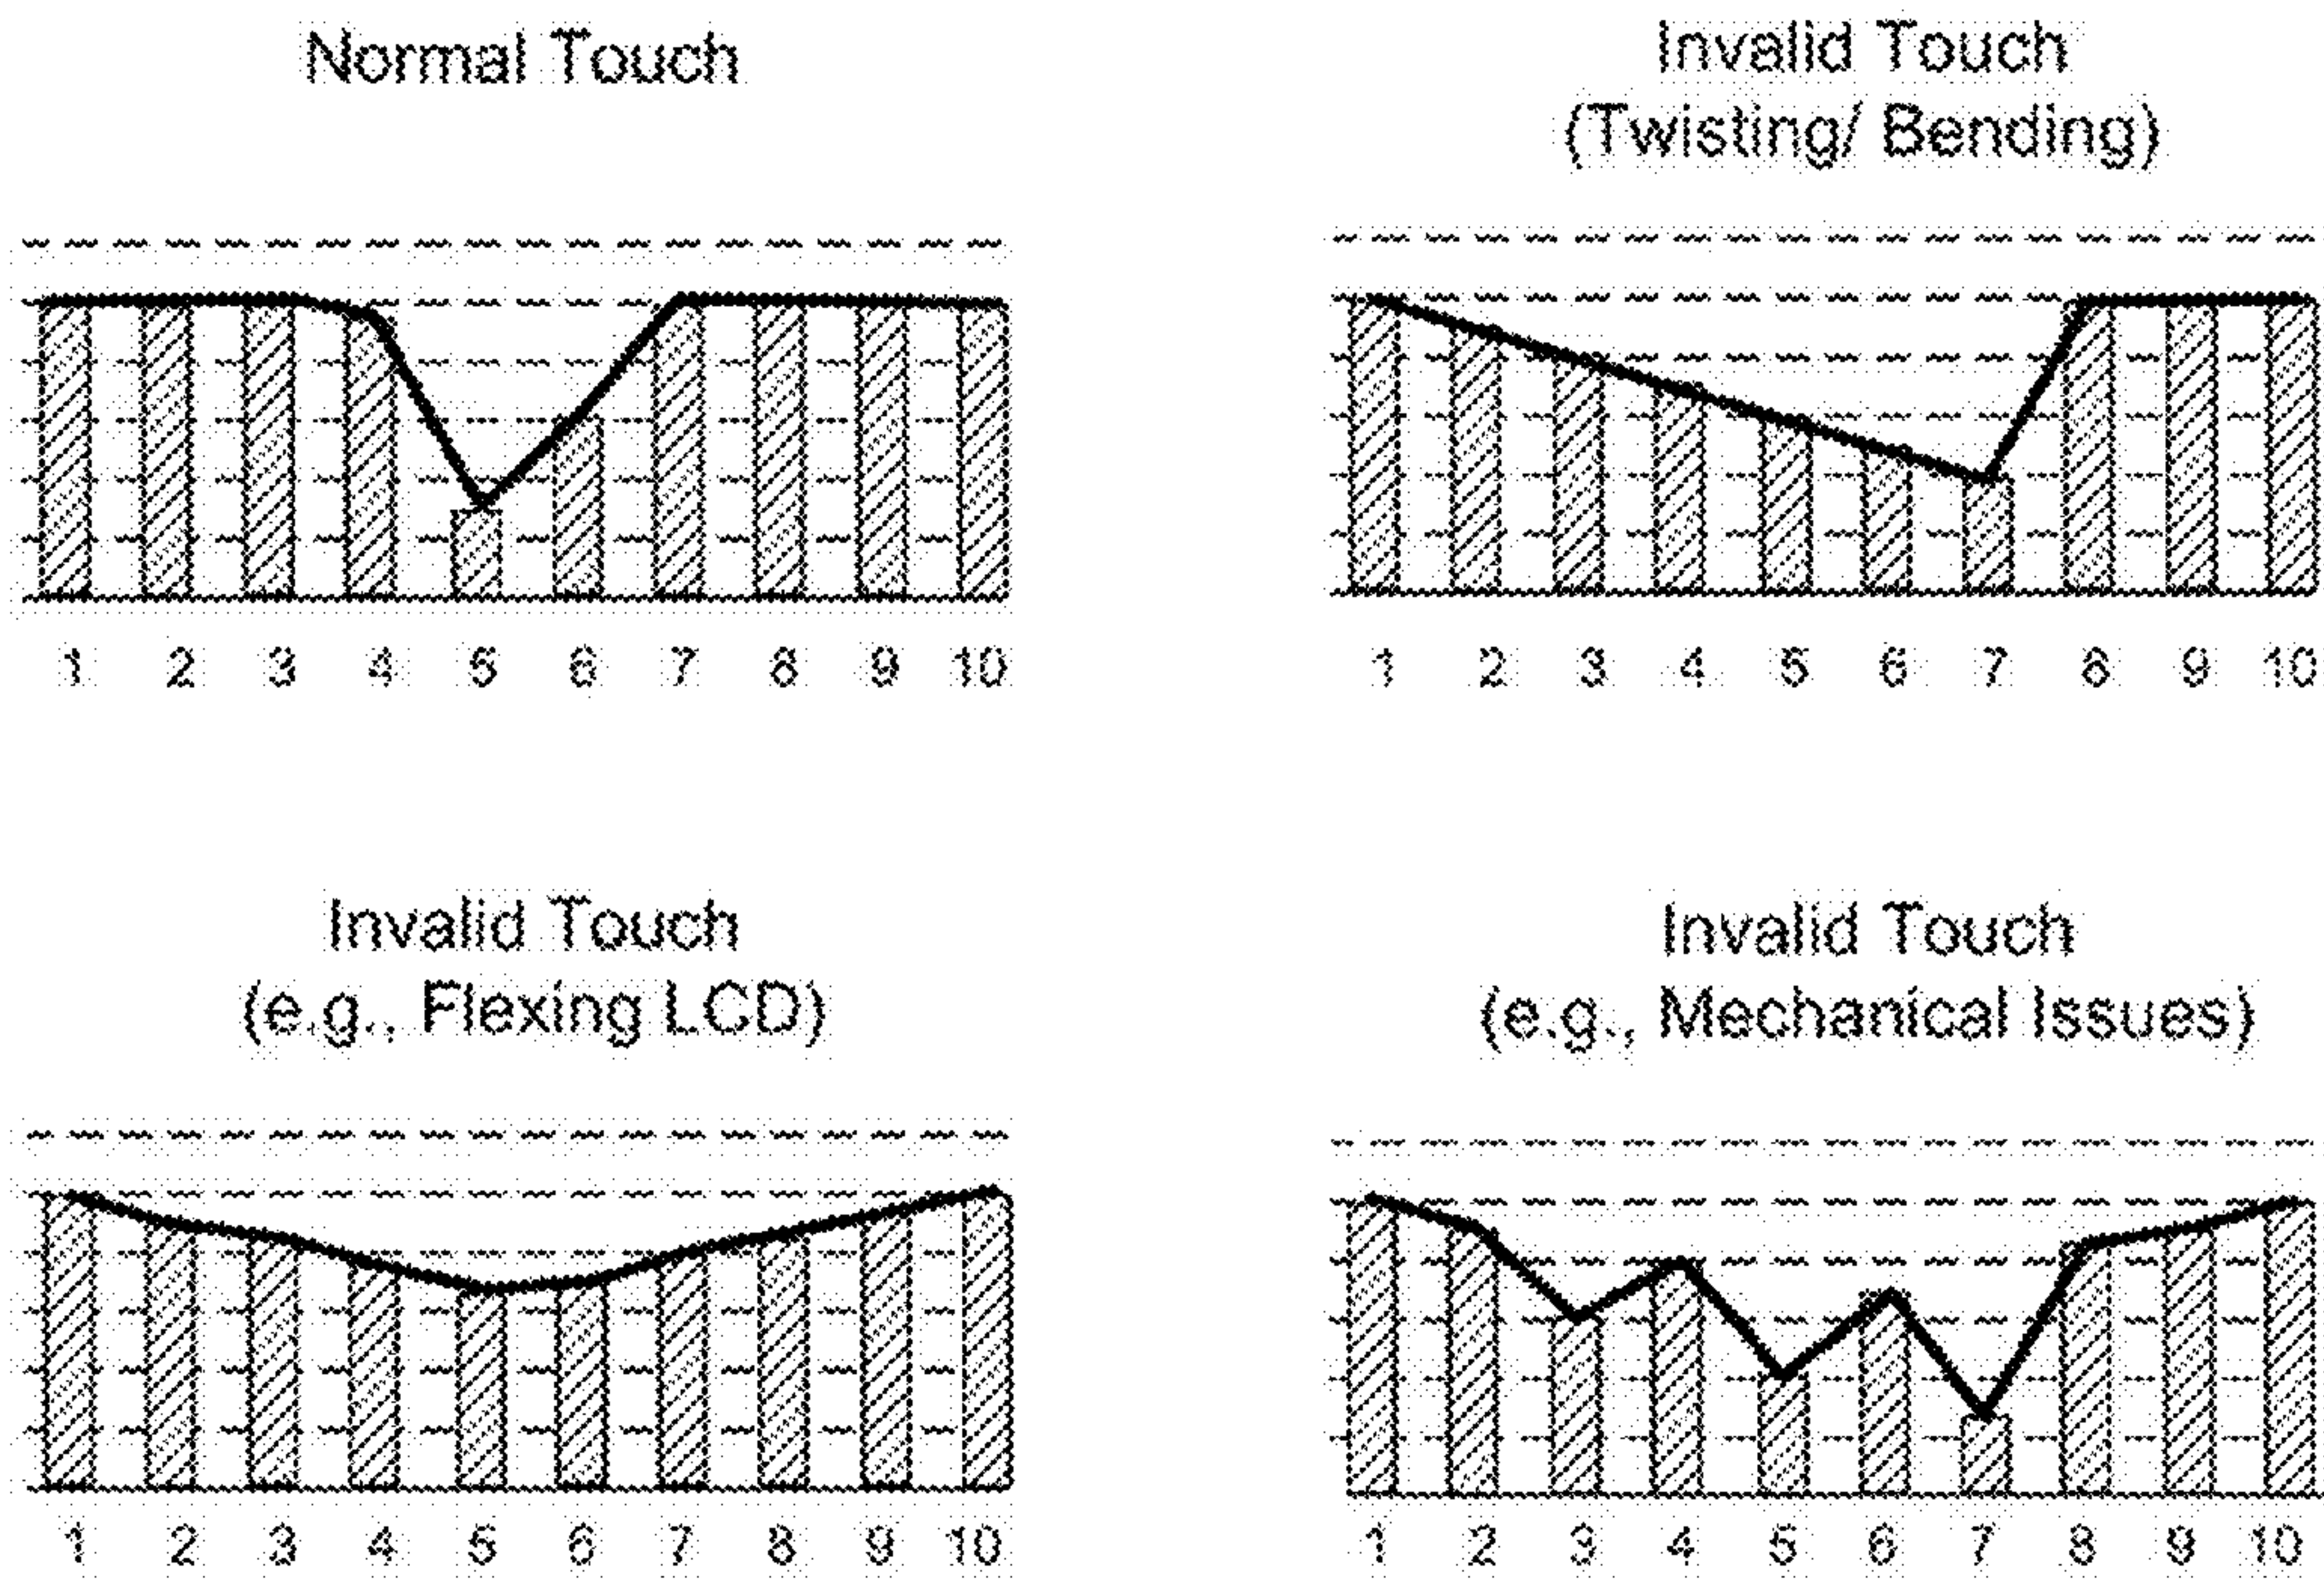 Normal Touch
1 2 3 4 5 6 7 8 9 10
Invalid Touch
(Twisting/ Bending)
1 2 3 4 5 6 7 8 9 10
Invalid Touch
(e.g., Flexing LCD)
1 2 3 4 5 6 7 8 9 10
Invalid Touch
(e.g., Mechanical Issues)
1 2 3 4 5 6 7 8 9 10